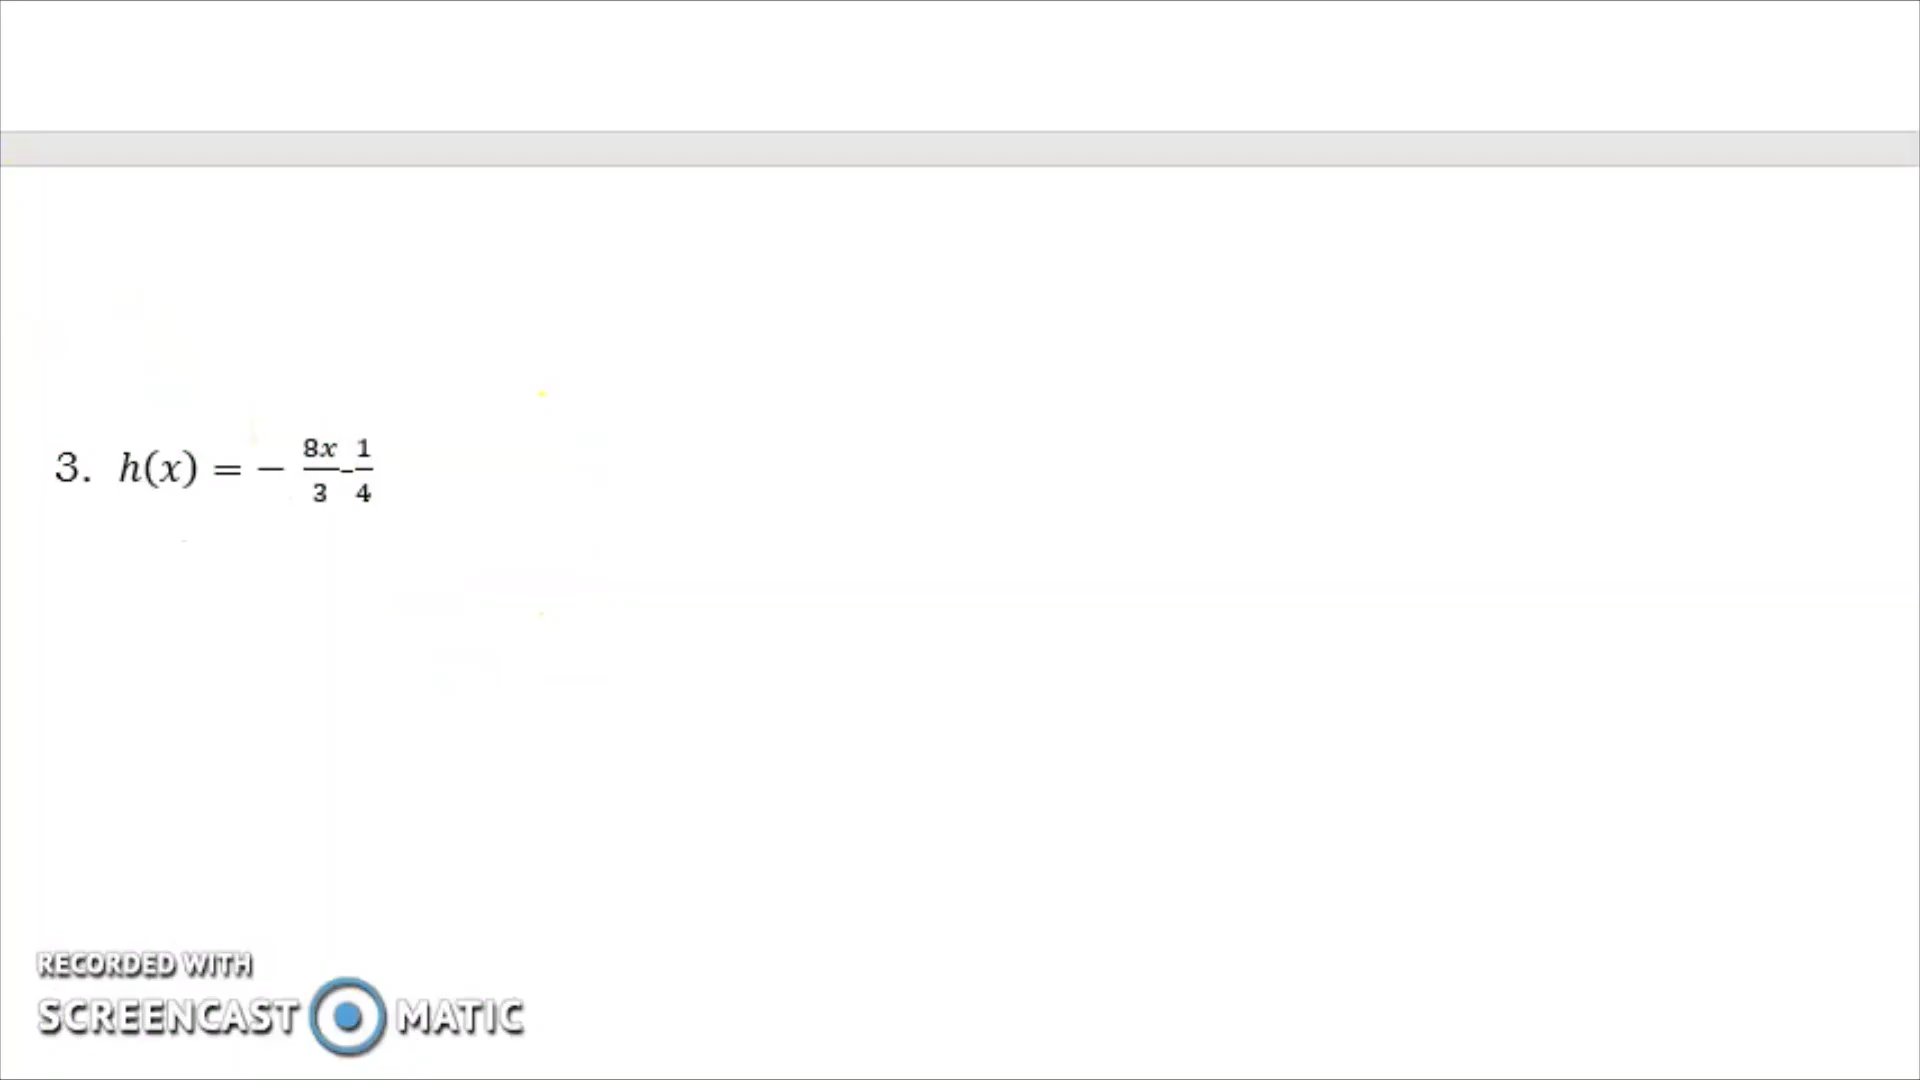 3. h(x) = − 8x/3 - 1/4
RECORDED WITH
SCREENCAST MATIC